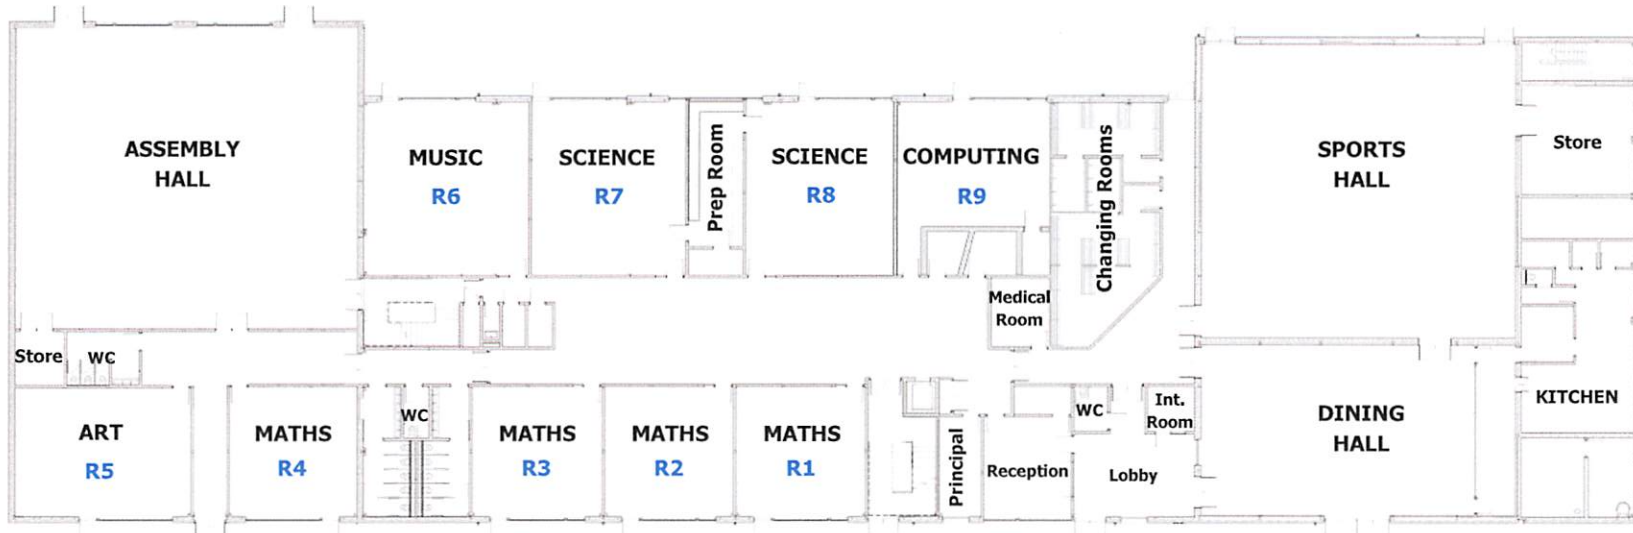 ASSEMBLY
HALL
MUSIC
R6
SCIENCE
R7
Prep Room
SCIENCE
R8
COMPUTING
R9
Changing Rooms
SPORTS
HALL
Store
Medical
Room
Store
WC
ART
R5
MATHS
R4
WC
MATHS
R3
MATHS
R2
MATHS
R1
Principal
Reception
WC
Int.
Room
Lobby
DINING
HALL
KITCHEN